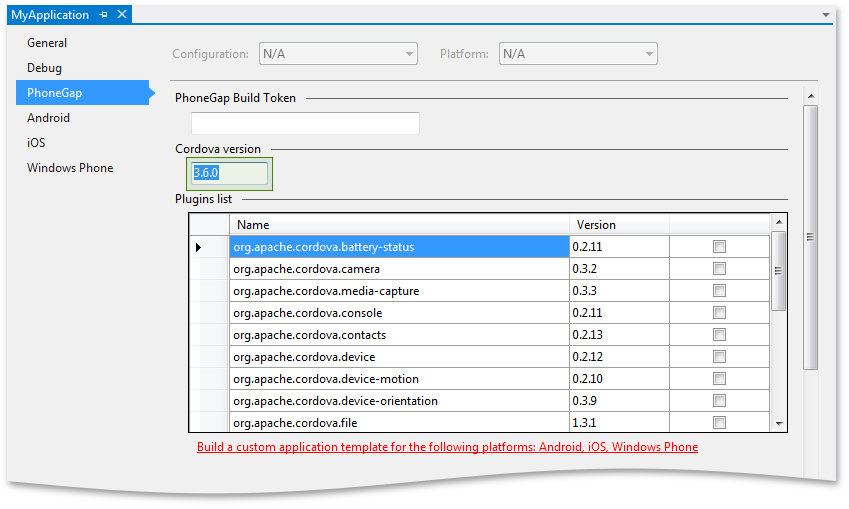 MyApplication
General
Debug
PhoneGap
Android
iOS
Windows Phone
Configuration: N/A Platform: N/A
PhoneGap Build Token
Cordova version
3.6.0
Plugins list
Name Version
org.apache.cordova.battery-status 0.2.11
org.apache.cordova.camera 0.3.2
org.apache.cordova.media-capture 0.3.3
org.apache.cordova.console 0.2.11
org.apache.cordova.contacts 0.2.13
org.apache.cordova.device 0.2.12
org.apache.cordova.device-motion 0.2.10
org.apache.cordova.device-orientation 0.3.9
org.apache.cordova.file 1.3.1
Build a custom application template for the following platforms: Android, iOS, Windows Phone